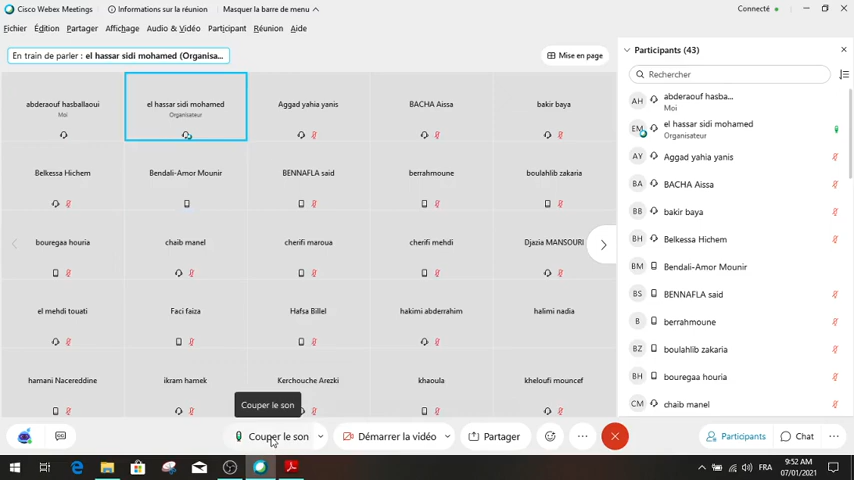 Cisco Webex Meetings
Informations sur la réunion
Masquer la barre de menu
Connecté
Fichier Édition Partager Affichage Audio & Vidéo Participant Réunion Aide
En train de parler : el hassar sidi mohamed (Organisa...
Mise en page
abderaouf hasballaoui
Moi
el hassar sidi mohamed
Organisateur
Aggad yahia yanis
BACHA Aissa
bakir baya
Belkessa Hichem
Bendali-Amor Mounir
BENNAFLA said
berrahmoune
boulahlib zakaria
bouregaa houria
chaib manel
cherifi maroua
cherifi mehdi
Djazia MANSOURI
el mehdi touati
Faci faiza
Hafsa Billel
hakimi abderrahim
halimi nadia
hamani Nacereddine
ikram hamek
Kerchouche Arezki
khaoula
kheloufi mouncef
Couper le son
Couper le son
Démarrer la vidéo
Partager
Participants
Chat
Participants (43)
Rechercher
AH abderaouf hasba...
Moi
EM el hassar sidi mohamed
Organisateur
AY Aggad yahia yanis
BA BACHA Aissa
BB bakir baya
BH Belkessa Hichem
BM Bendali-Amor Mounir
BS BENNAFLA said
B berrahmoune
BZ boulahlib zakaria
BH bouregaa houria
CM chaib manel
FRA
9:52 AM
07/01/2021